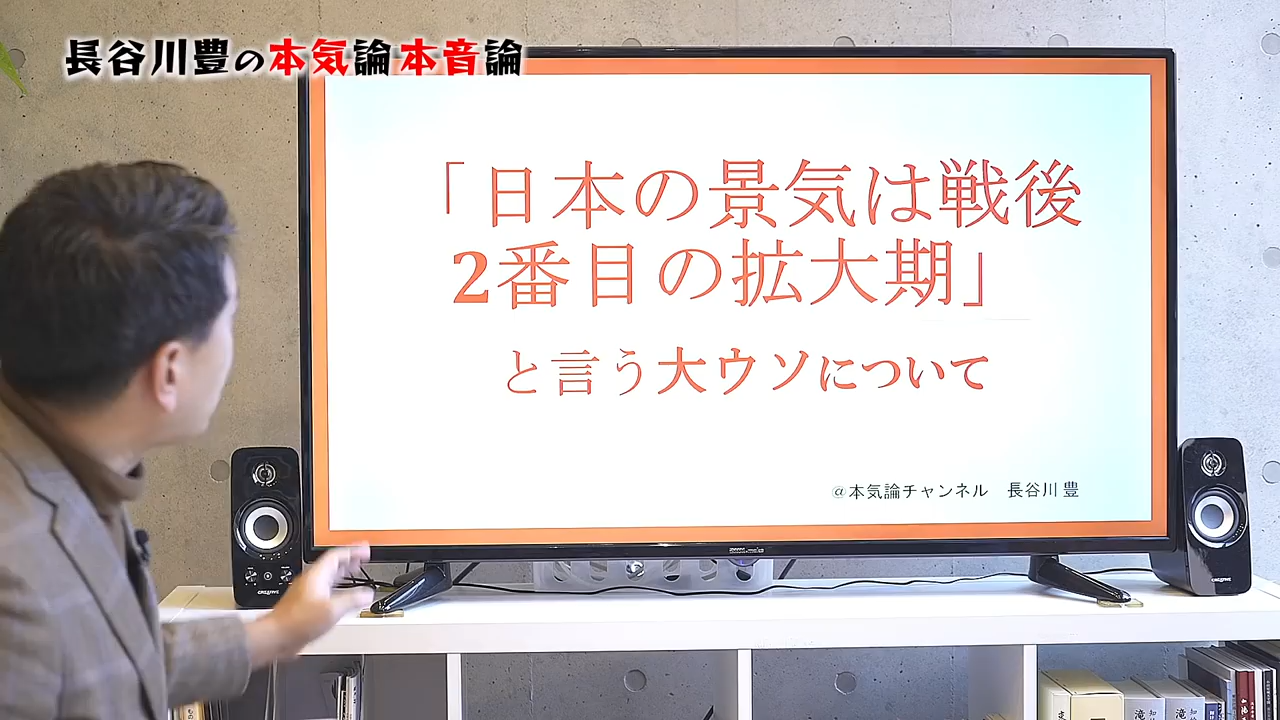 長谷川豊の本気論本音論
「日本の景気は戦後
2番目の拡大期」
と言う大ウソについて
@本気論チャンネル 長谷川 豊
CREATIVE
CREATIVE